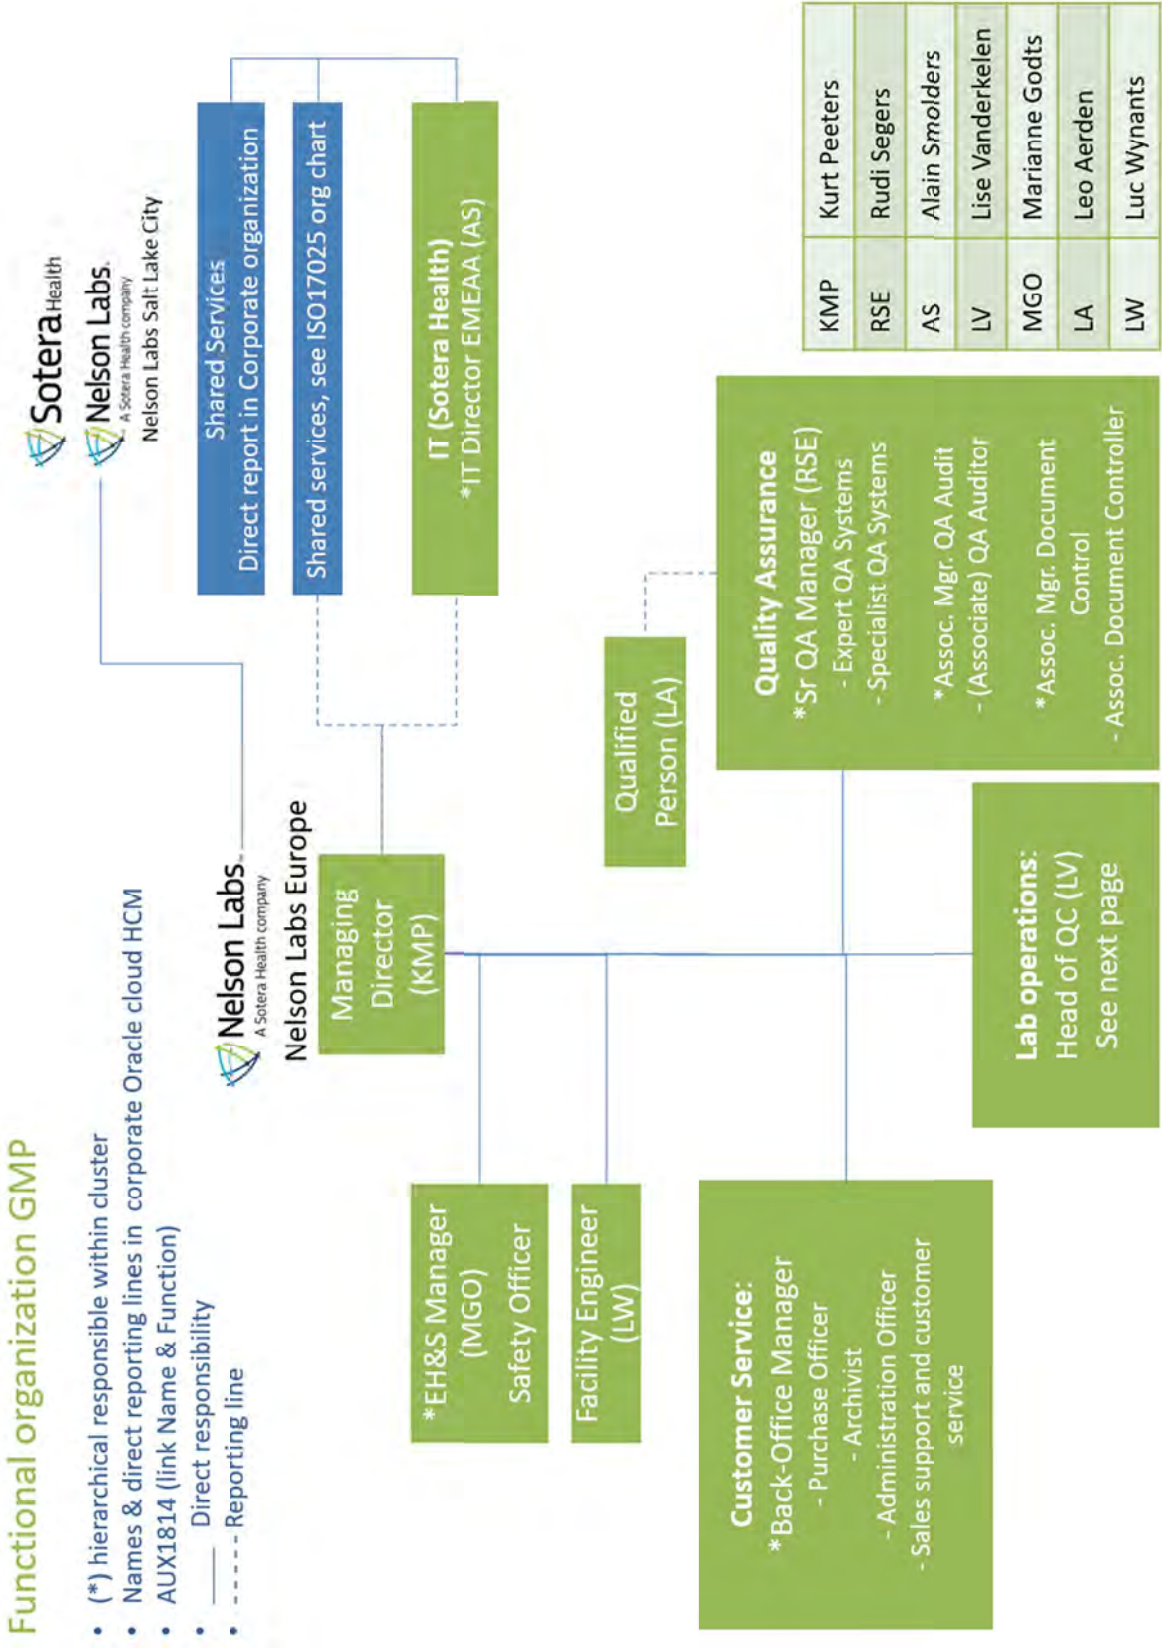 Functional organization GMP
• (*) hierarchical responsible within cluster
• Names & direct reporting lines in corporate Oracle cloud HCM
• AUX1814 (link Name & Function)
• —— Direct responsibility
• ----- Reporting line
Sotera Health
Nelson Labs.
A Sotera Health company
Nelson Labs Salt Lake City
Nelson Labs.
A Sotera Health company
Nelson Labs Europe
Managing
Director
(KMP)
Shared Services
Direct report in Corporate organization
Shared services, see ISO17025 org chart
IT (Sotera Health)
*IT Director EMEAA (AS)
*EH&S Manager
(MGO)
Safety Officer
Facility Engineer
(LW)
Qualified
Person (LA)
Customer Service:
*Back-Office Manager
- Purchase Officer
- Archivist
- Administration Officer
- Sales support and customer
service
Lab operations:
Head of QC (LV)
See next page
Quality Assurance
*Sr QA Manager (RSE)
- Expert QA Systems
- Specialist QA Systems
*Assoc. Mgr. QA Audit
- (Associate) QA Auditor
*Assoc. Mgr. Document
Control
- Assoc. Document Controller
KMP Kurt Peeters
RSE Rudi Segers
AS Alain Smolders
LV Lise Vanderkelen
MGO Marianne Godts
LA Leo Aerden
LW Luc Wynants